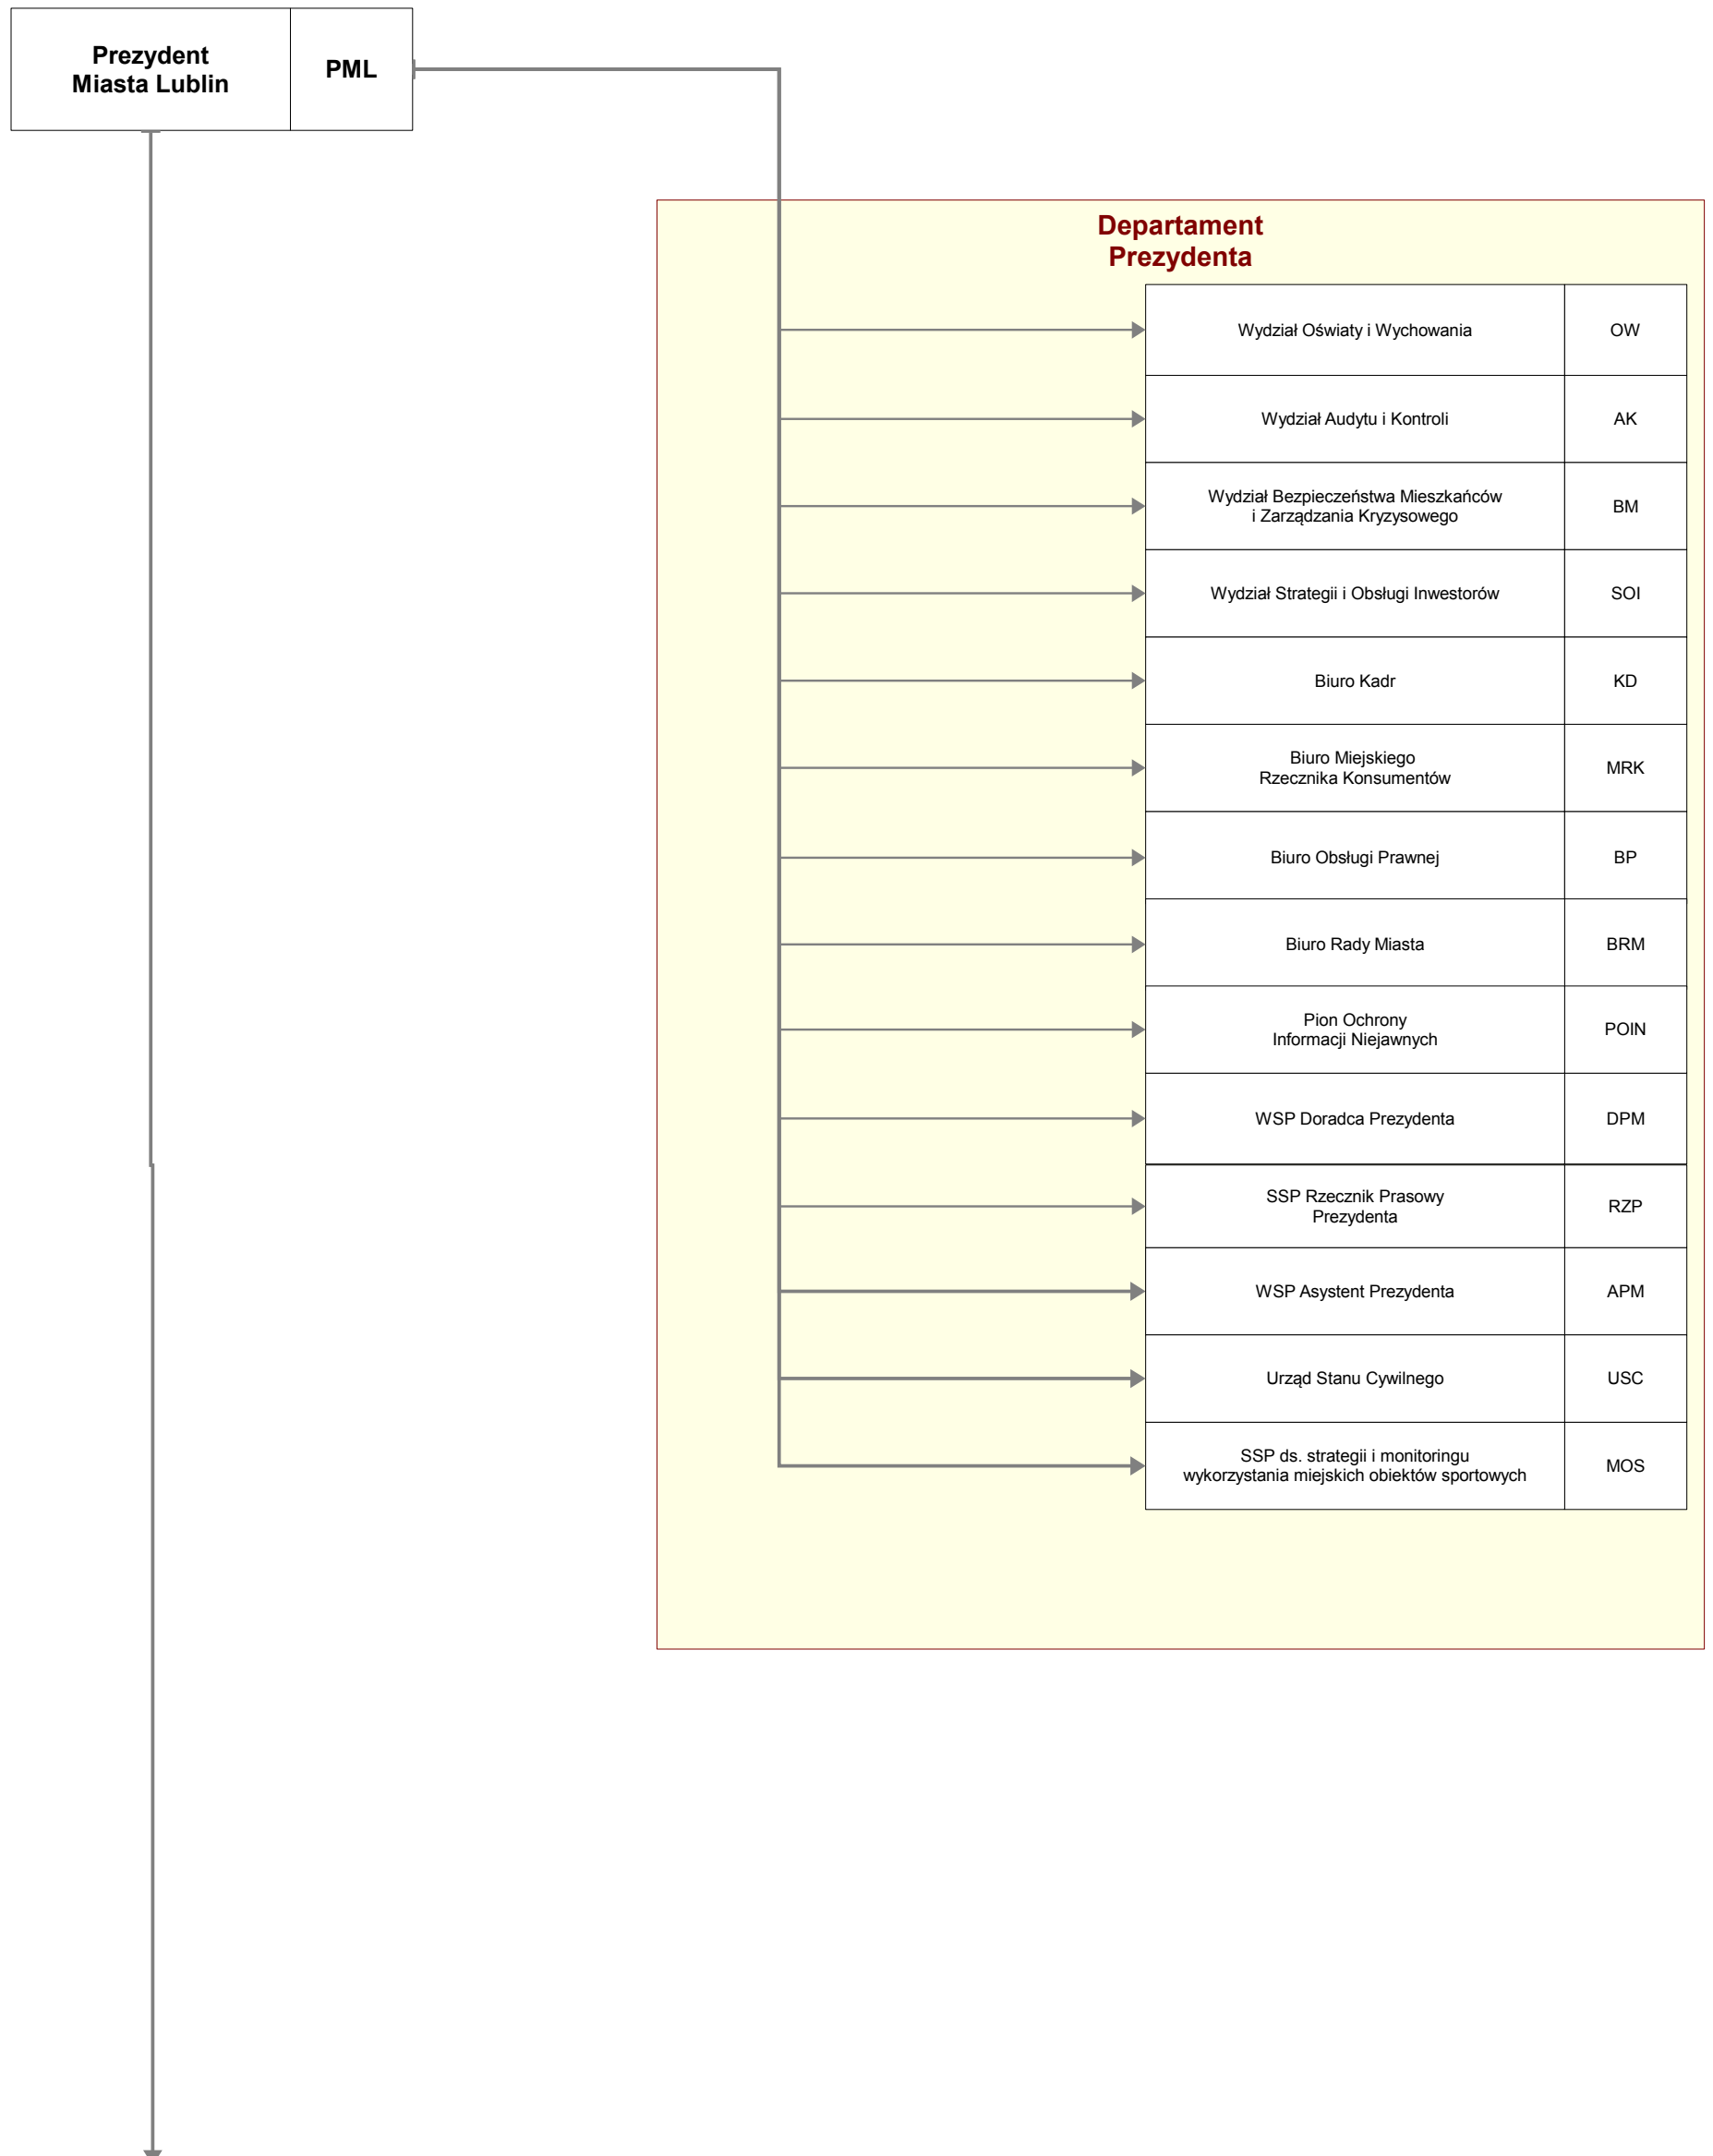 Prezydent
Miasta Lublin
PML
Departament
Prezydenta
Wydział Oświaty i Wychowania
OW
Wydział Audytu i Kontroli
AK
Wydział Bezpieczeństwa Mieszkańców
i Zarządzania Kryzysowego
BM
Wydział Strategii i Obsługi Inwestorów
SOI
Biuro Kadr
KD
Biuro Miejskiego
Rzecznika Konsumentów
MRK
Biuro Obsługi Prawnej
BP
Biuro Rady Miasta
BRM
Pion Ochrony
Informacji Niejawnych
POIN
WSP Doradca Prezydenta
DPM
SSP Rzecznik Prasowy
Prezydenta
RZP
WSP Asystent Prezydenta
APM
Urząd Stanu Cywilnego
USC
SSP ds. strategii i monitoringu
wykorzystania miejskich obiektów sportowych
MOS